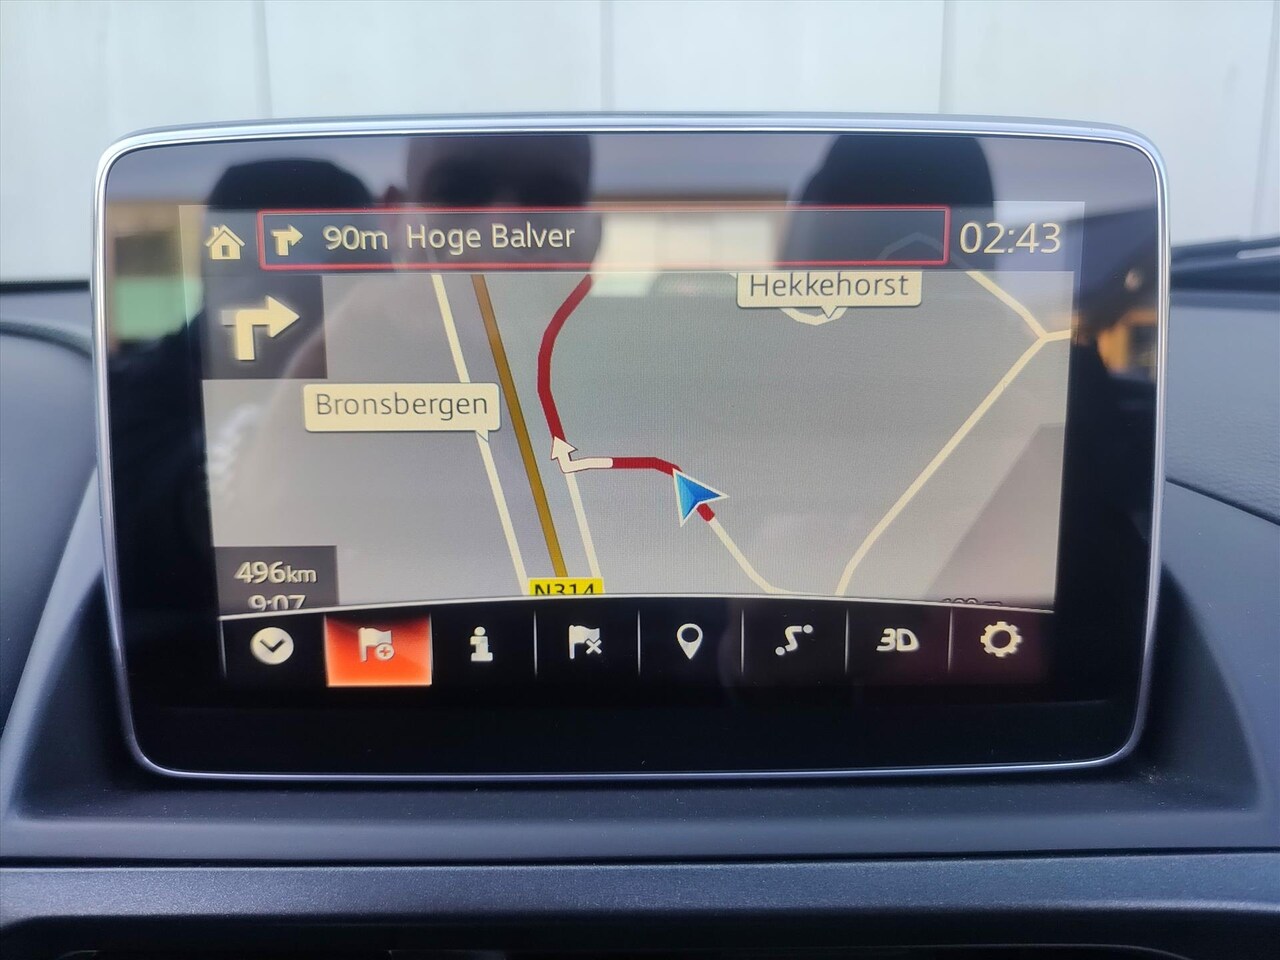 90m Hoge Balver
02:43
Hekkehorst
Bronsbergen
496km
9:07
N314
3D